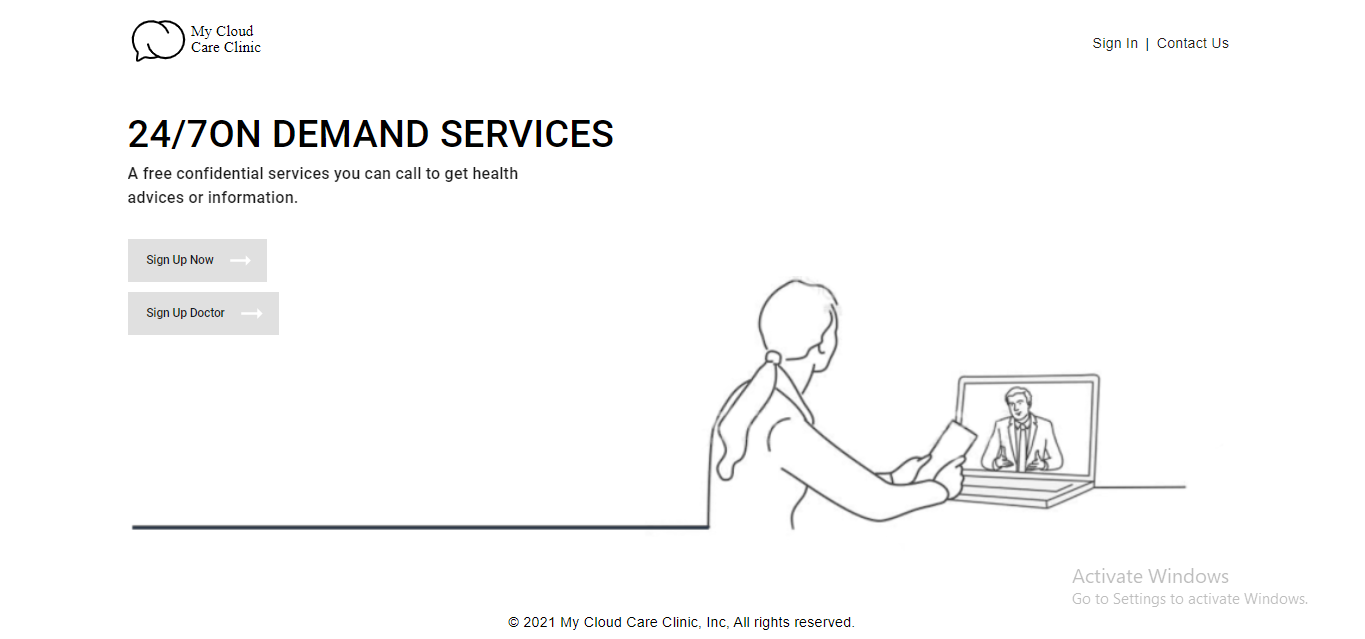 My Cloud
Care Clinic
Sign In | Contact Us
24/7ON DEMAND SERVICES
A free confidential services you can call to get health
advices or information.
Sign Up Now
Sign Up Doctor
Activate Windows
Go to Settings to activate Windows.
© 2021 My Cloud Care Clinic, Inc, All rights reserved.